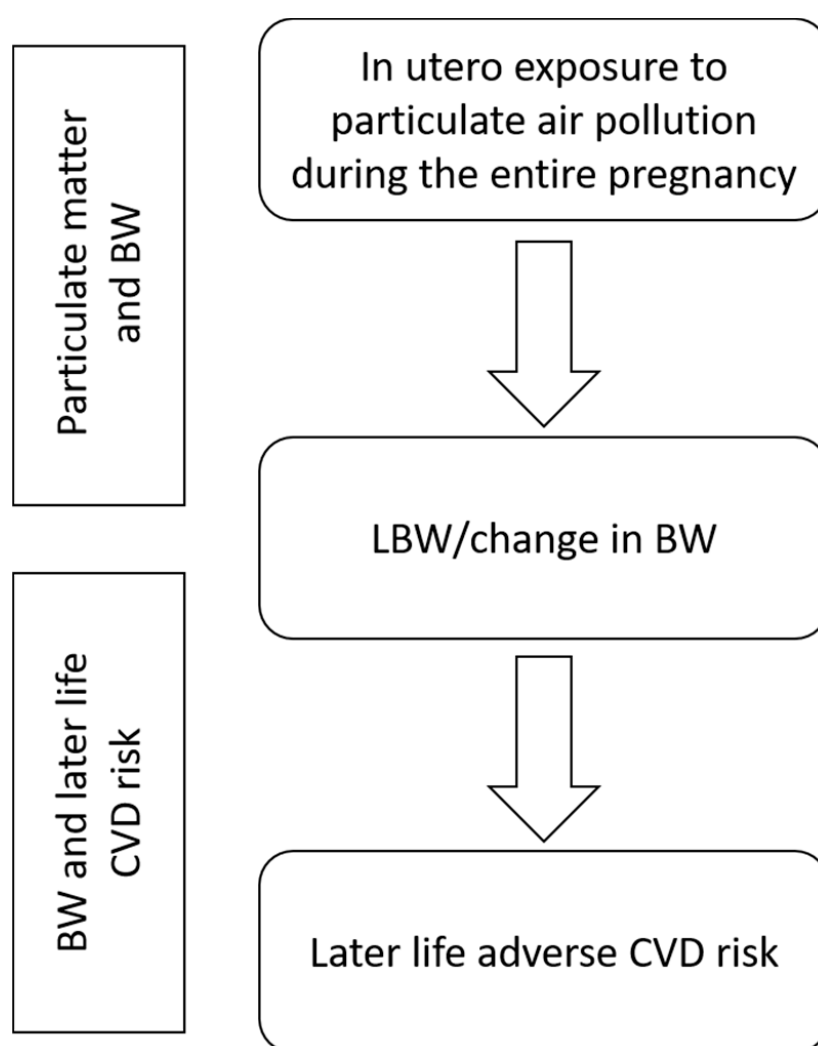 Particulate matter
and BW
In utero exposure to
particulate air pollution
during the entire pregnancy
LBW/change in BW
BW and later life
CVD risk
Later life adverse CVD risk